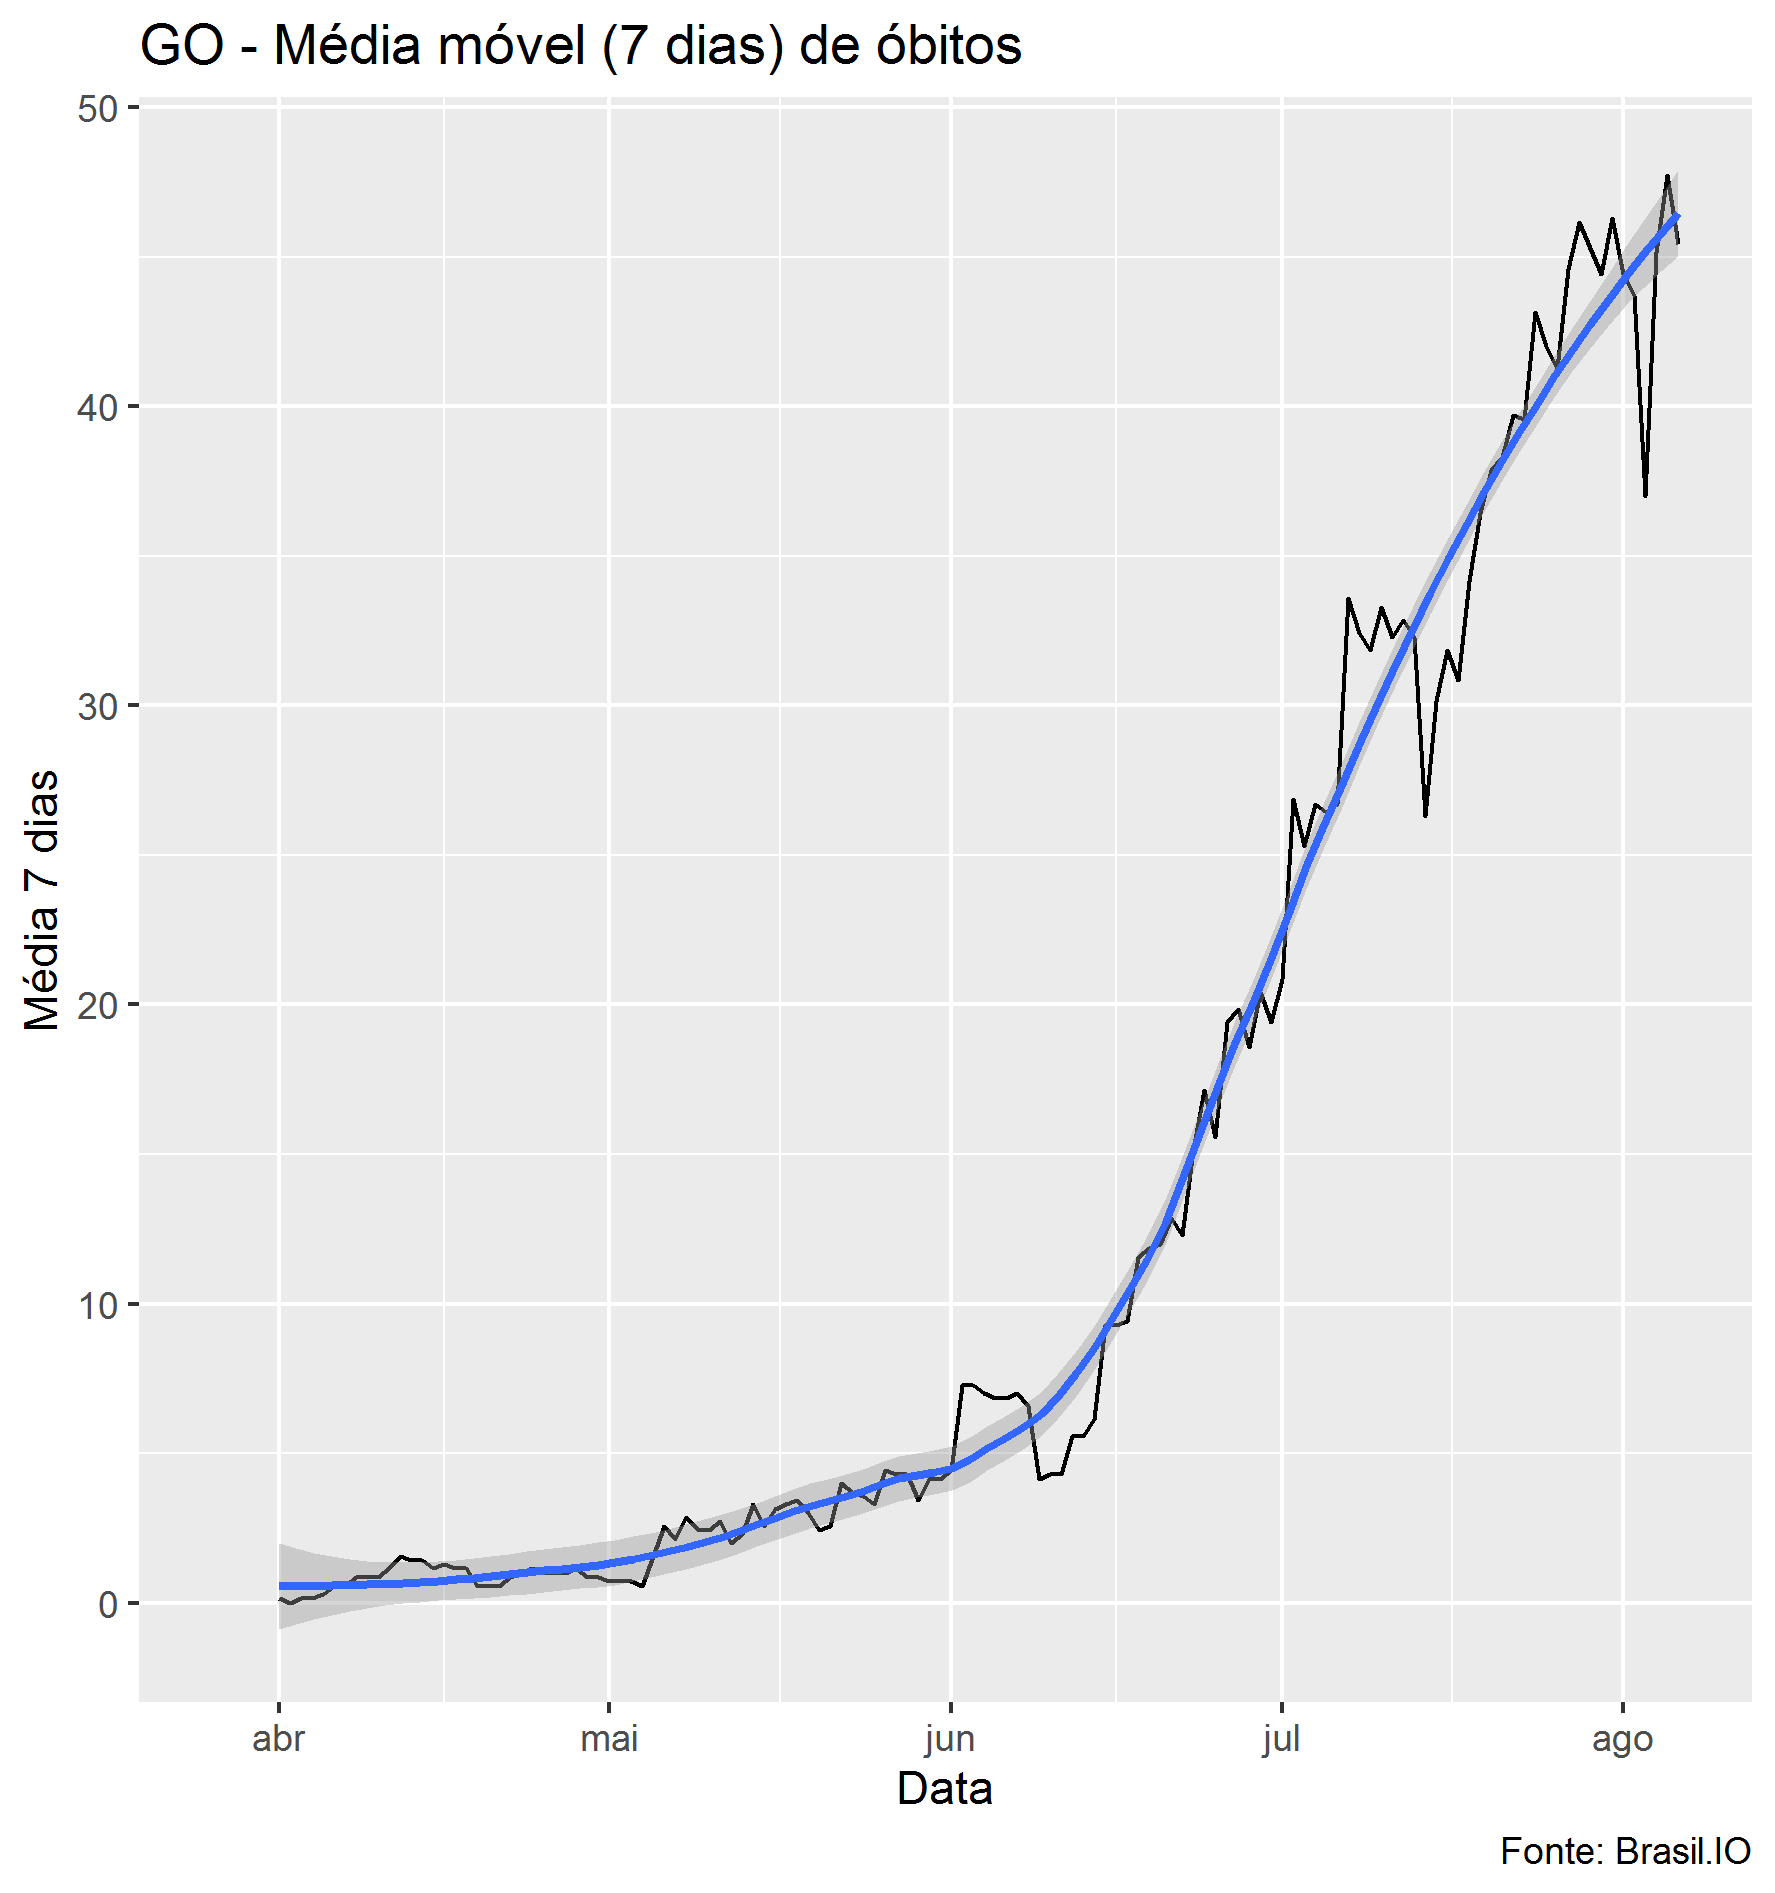 GO - Média móvel (7 dias) de óbitos
50
40
30
20
10
0
Média 7 dias
abr mai jun jul ago
Data
Fonte: Brasil.IO